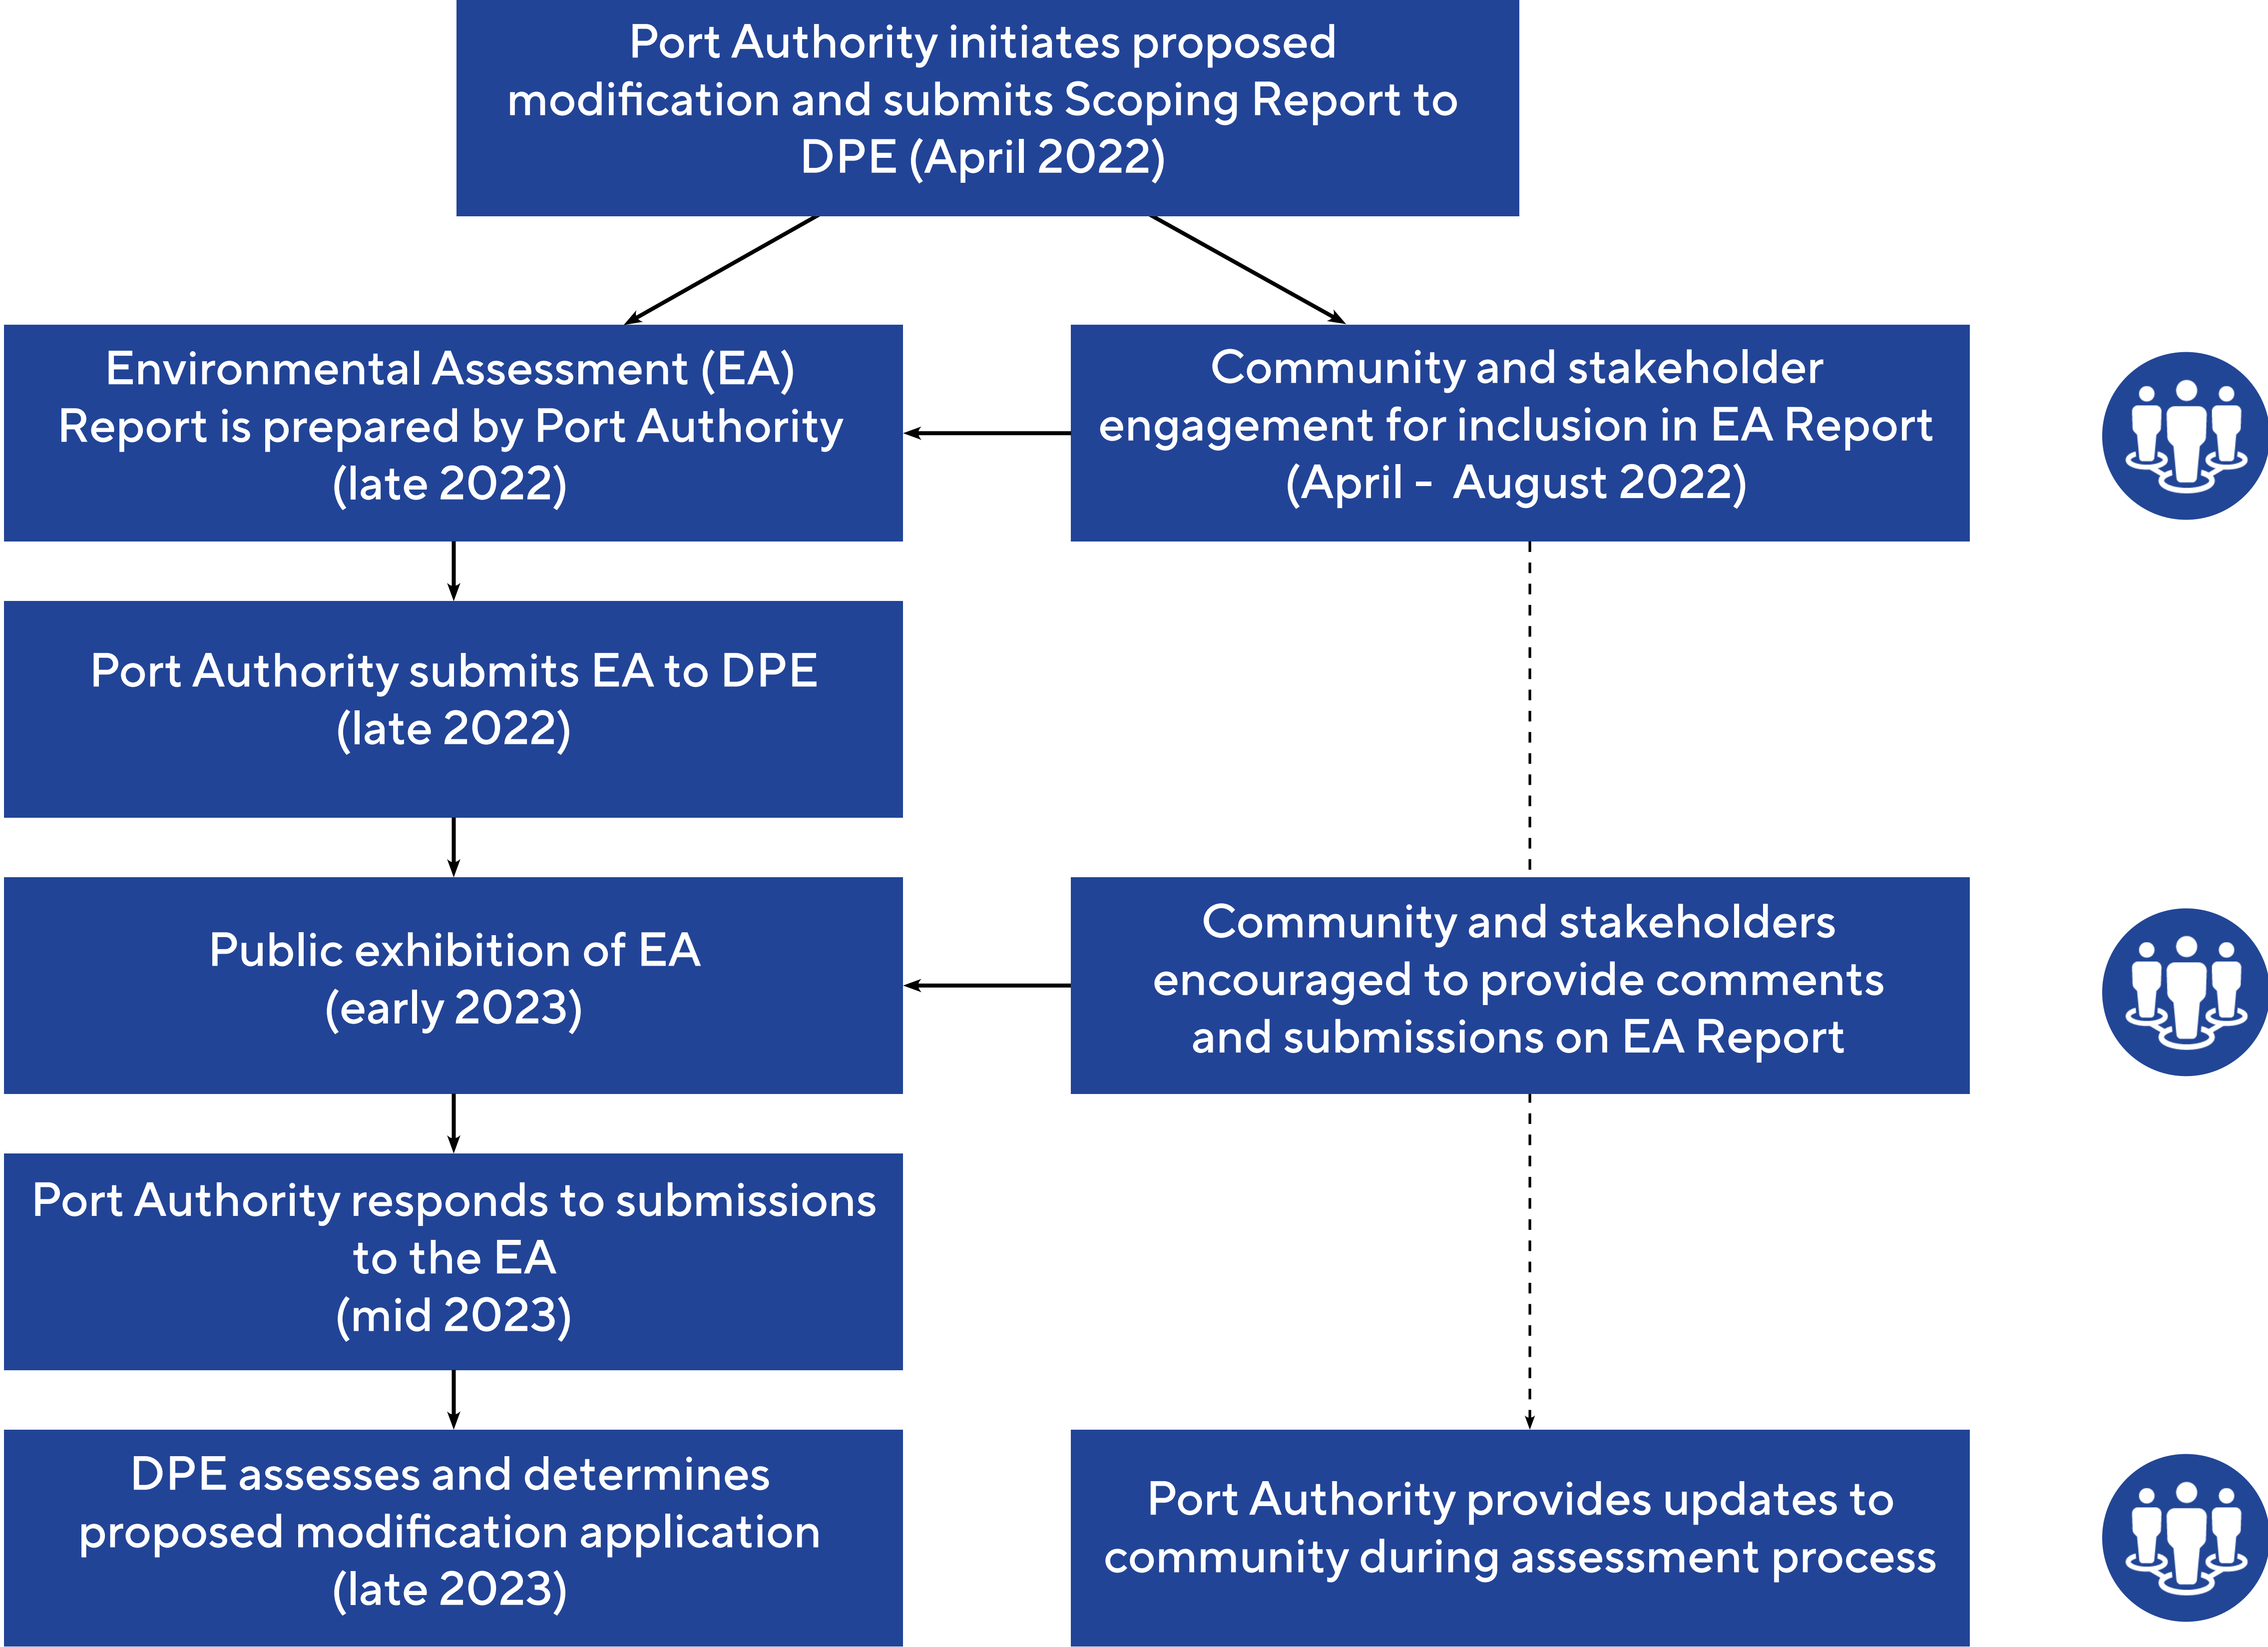 Port Authority initiates proposed
modification and submits Scoping Report to
DPE (April 2022)
Environmental Assessment (EA)
Report is prepared by Port Authority
(late 2022)
Community and stakeholder
engagement for inclusion in EA Report
(April - August 2022)
Port Authority submits EA to DPE
(late 2022)
Public exhibition of EA
(early 2023)
Community and stakeholders
encouraged to provide comments
and submissions on EA Report
Port Authority responds to submissions
to the EA
(mid 2023)
DPE assesses and determines
proposed modification application
(late 2023)
Port Authority provides updates to
community during assessment process